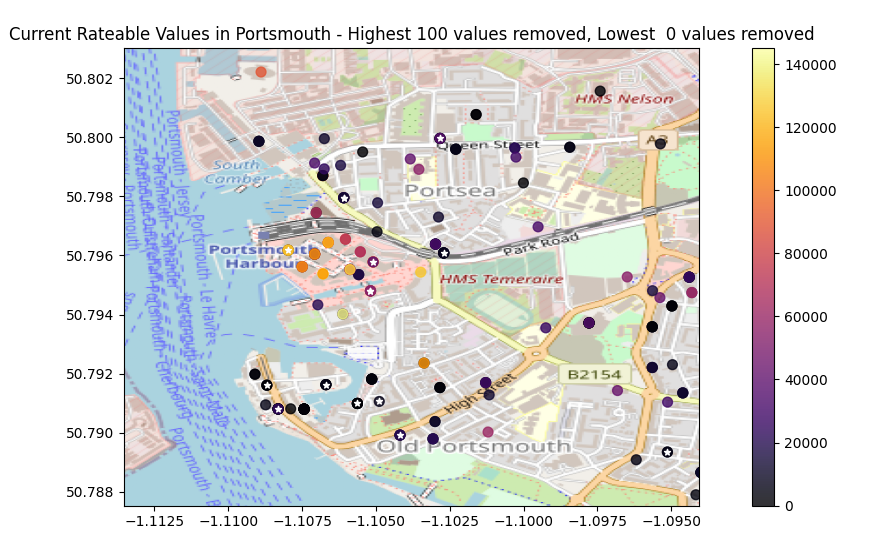 Current Rateable Values in Portsmouth - Highest 100 values removed, Lowest  0 values removed
50.802
50.800
50.798
50.796
50.794
50.792
50.790
50.788
−1.1125
−1.1100
−1.1075
−1.1050
−1.1025
−1.1000
−1.0975
−1.0950
140000
120000
100000
80000
60000
40000
20000
0
HMS Nelson
A3
Queen Street
South
Camber
Portsea
Portsmouth
Harbour
Park Road
HMS Temeraire
B2154
High Street
Old Portsmouth
Portsmouth - Jersey
Portsmouth - Le Havre
Portsmouth